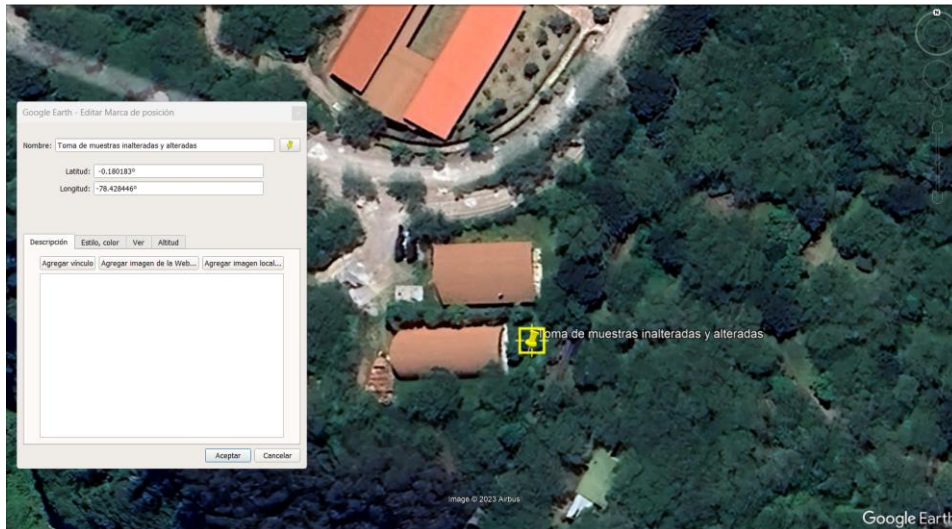 N
Google Earth - Editar Marca de posición
Nombre: Toma de muestras inalteradas y alteradas
Latitud: -0.180183°
Longitud: -78.428446°
Descripción Estilo, color Ver Altitud
Agregar vínculo Agregar imagen de la Web... Agregar imagen local...
Toma de muestras inalteradas y alteradas
Aceptar Cancelar
Image © 2023 Airbus
Google Earth